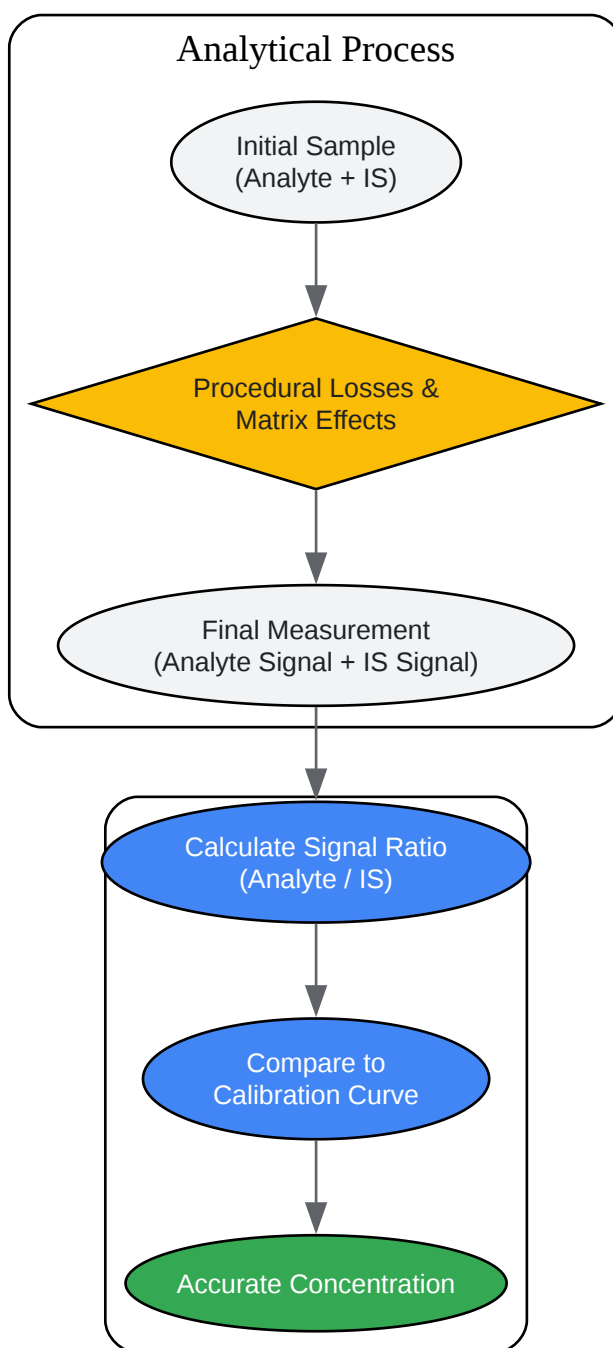 Analytical Process
Initial Sample
(Analyte + IS)
Procedural Losses &
Matrix Effects
Final Measurement
(Analyte Signal + IS Signal)
Calculate Signal Ratio
(Analyte / IS)
Compare to
Calibration Curve
Accurate Concentration